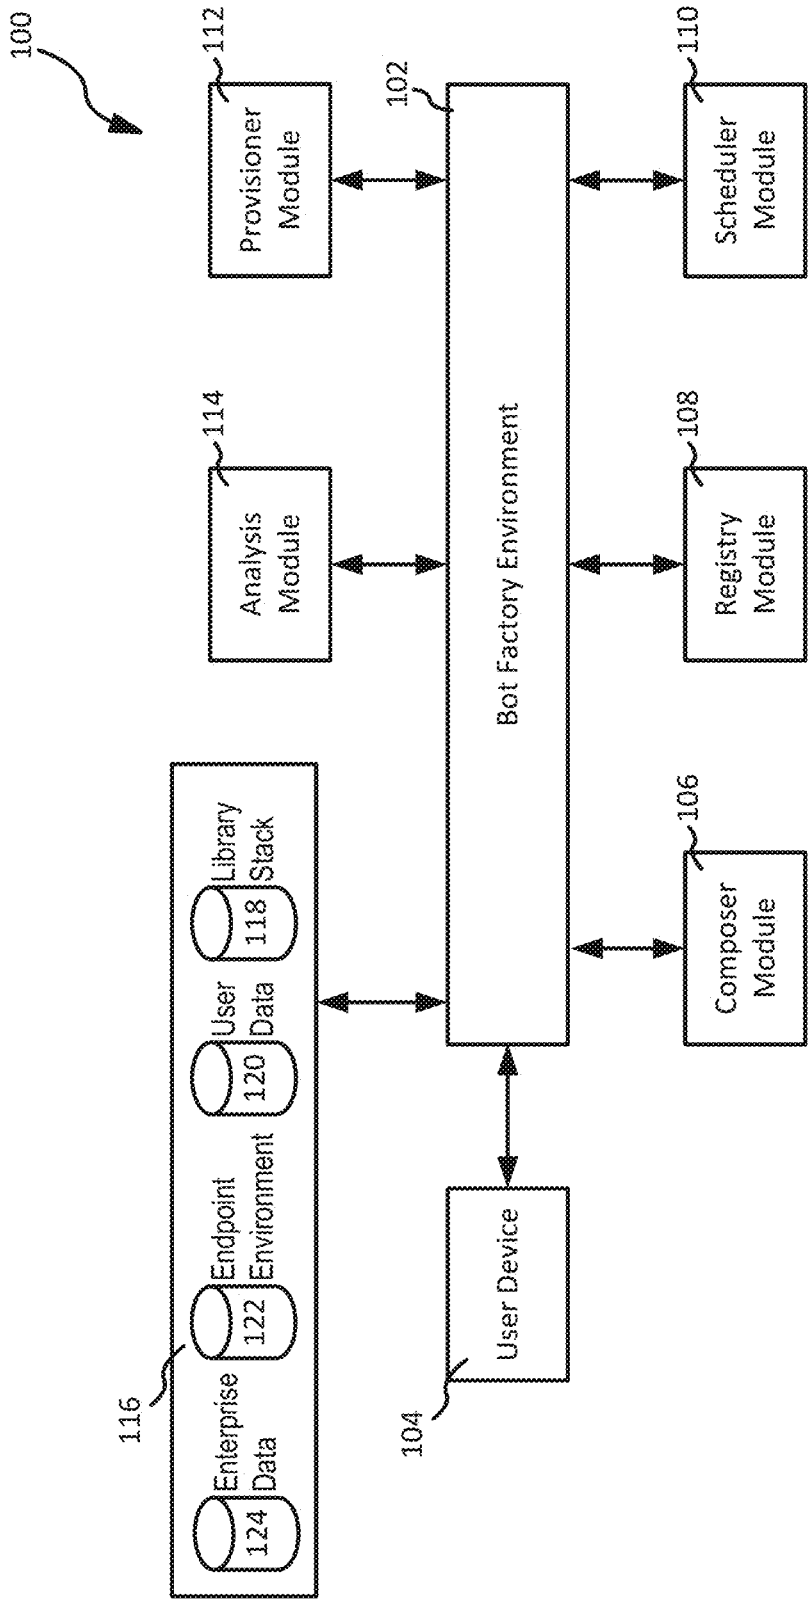 100
116
124
Enterprise
Data
122
Endpoint
Environment
120
User
Data
118
Library
Stack
114
Analysis
Module
112
Provisioner
Module
102
Bot Factory Environment
104
User Device
106
Composer
Module
108
Registry
Module
110
Scheduler
Module